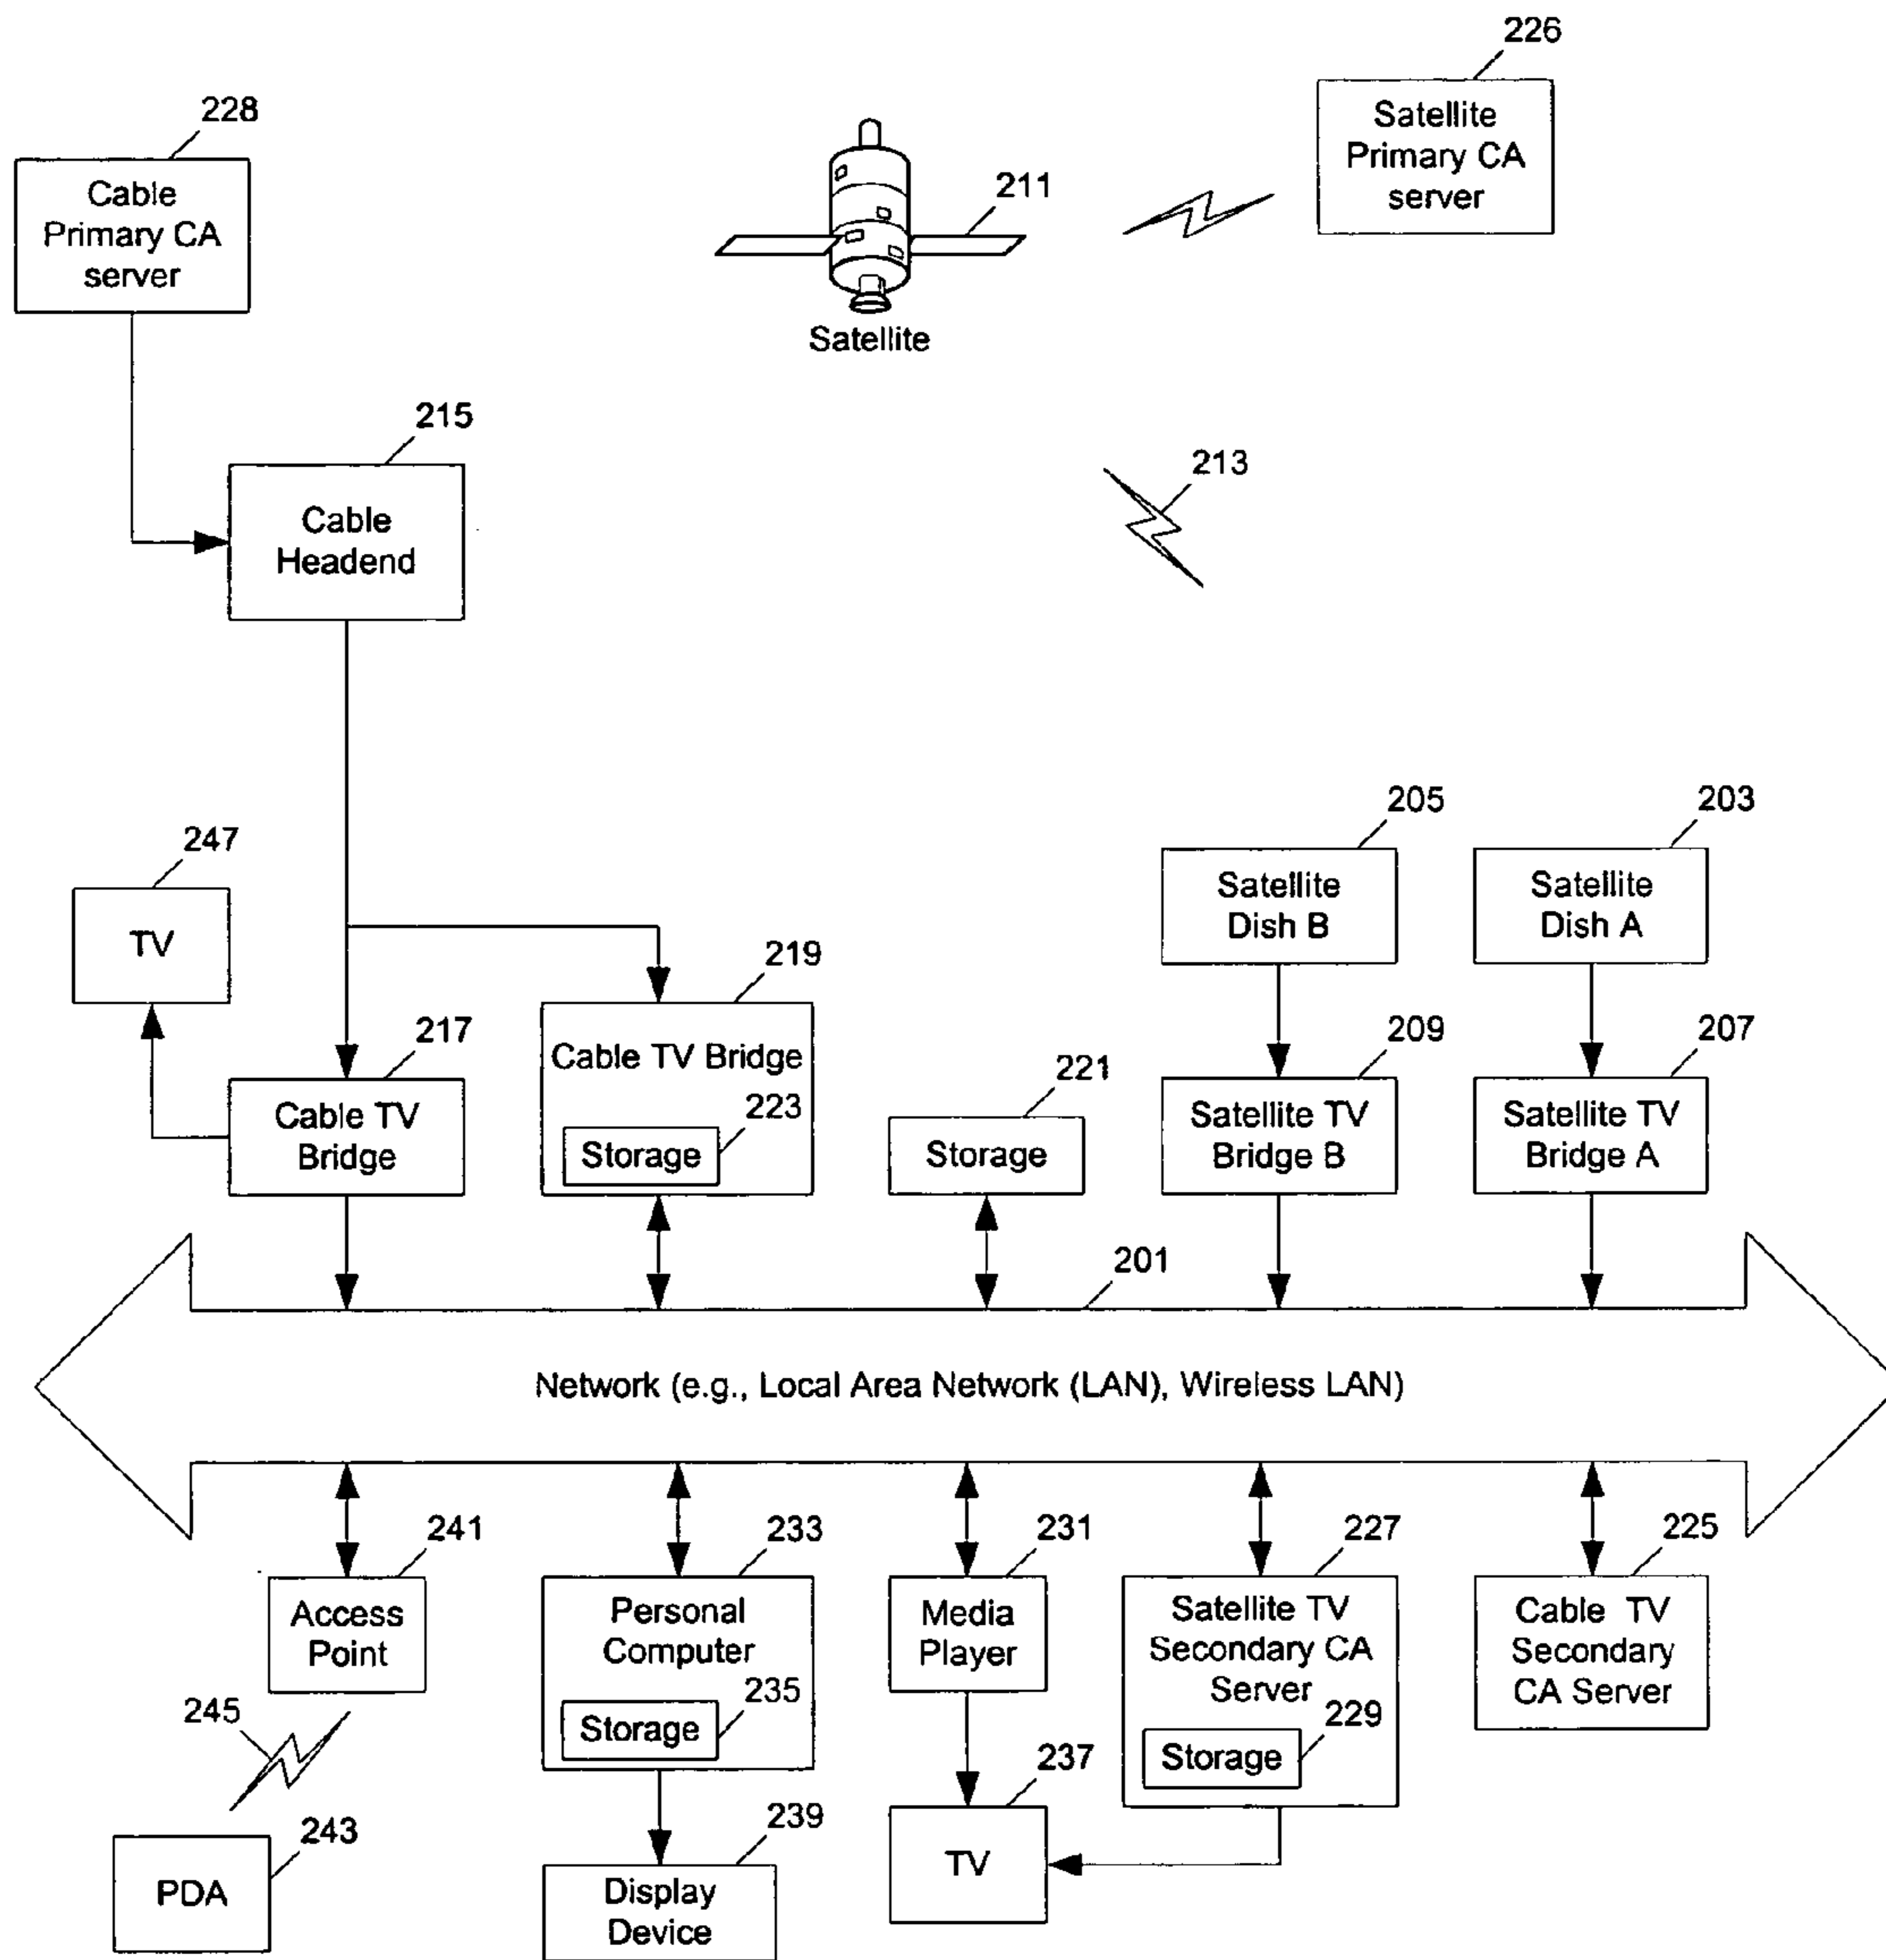 226
228
Satellite
Primary CA
server
Cable
Primary CA
server
211
Satellite
215
213
Cable
Headend
205
203
247
Satellite
Dish B
Satellite
Dish A
TV
219
217
209
207
Cable TV Bridge
221
Cable TV
Bridge
223
Storage
Storage
Satellite TV
Bridge B
Satellite TV
Bridge A
201
Network (e.g., Local Area Network (LAN), Wireless LAN)
241
233
231
227
225
Access
Point
Personal
Computer
Media
Player
Satellite TV
Secondary CA
Server
Cable TV
Secondary
CA Server
245
235
Storage
229
Storage
237
243
239
PDA
TV
Display
Device